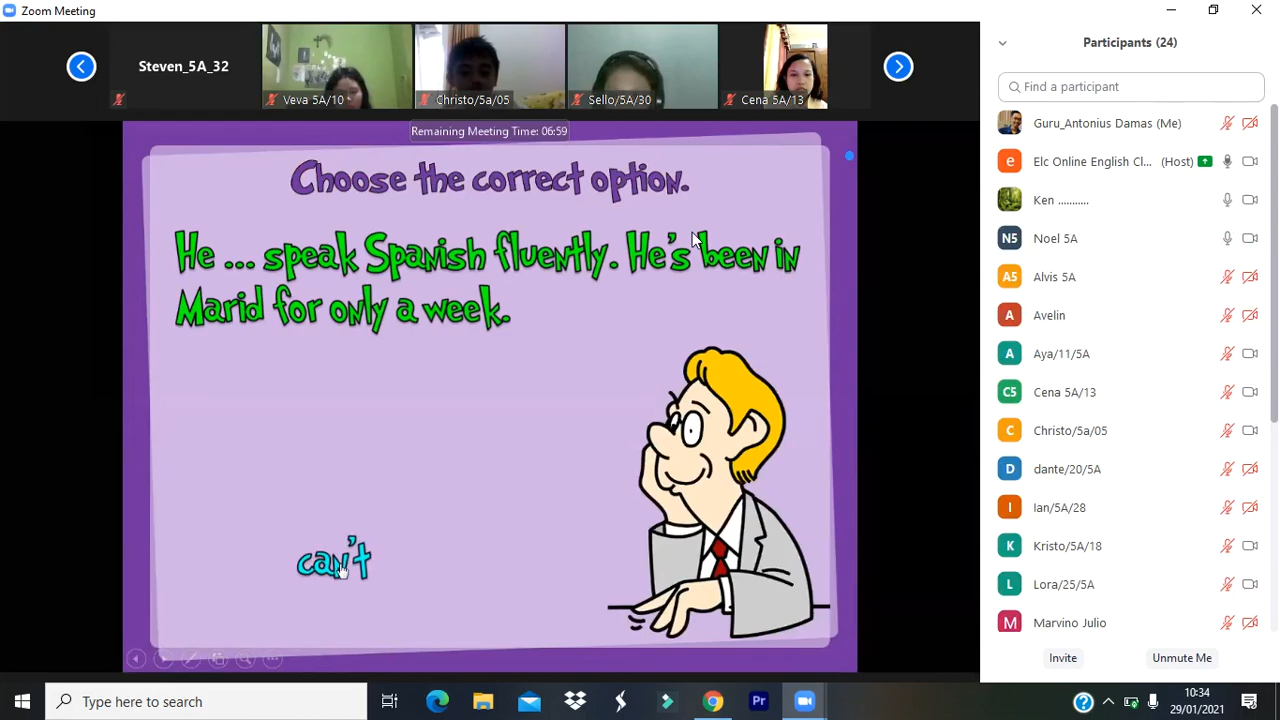 Zoom Meeting
Steven_5A_32
Veva 5A/10
Christo/5a/05
Sello/5A/30
Cena 5A/13
Remaining Meeting Time: 06:59
Choose the correct option.
He ... speak Spanish fluently. He's been in
Marid for only a week.
can't
Participants (24)
Find a participant
Guru_Antonius Damas (Me)
e
Elc Online English Cl... (Host)
Ken ...........
N5
Noel 5A
A5
Alvis 5A
A
Avelin
A
Aya/11/5A
C5
Cena 5A/13
C
Christo/5a/05
D
dante/20/5A
I
Ian/5A/28
K
Kristo/5A/18
L
Lora/25/5A
M
Marvino Julio
Invite
Unmute Me
Type here to search
Pr
10:34
29/01/2021